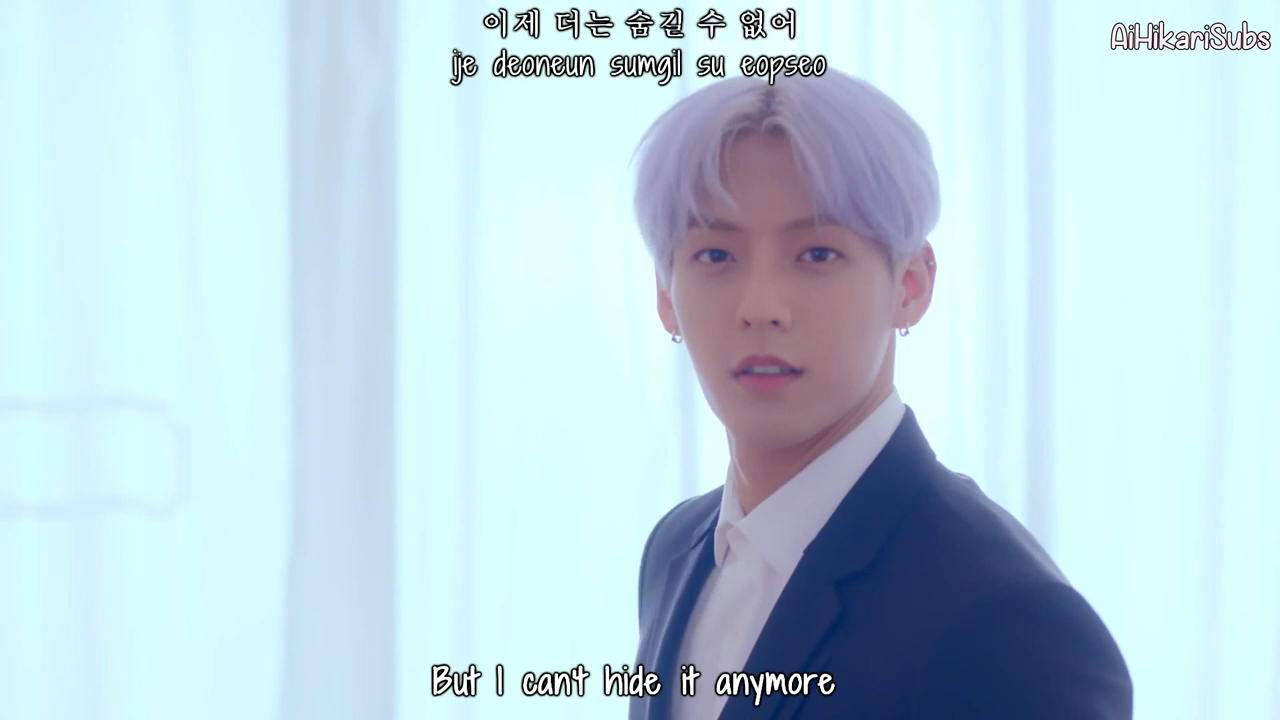 이제 더는 숨길 수 없어
ije deoneun sumgil su eopseo
AiHikariSubs
But I can't hide it anymore